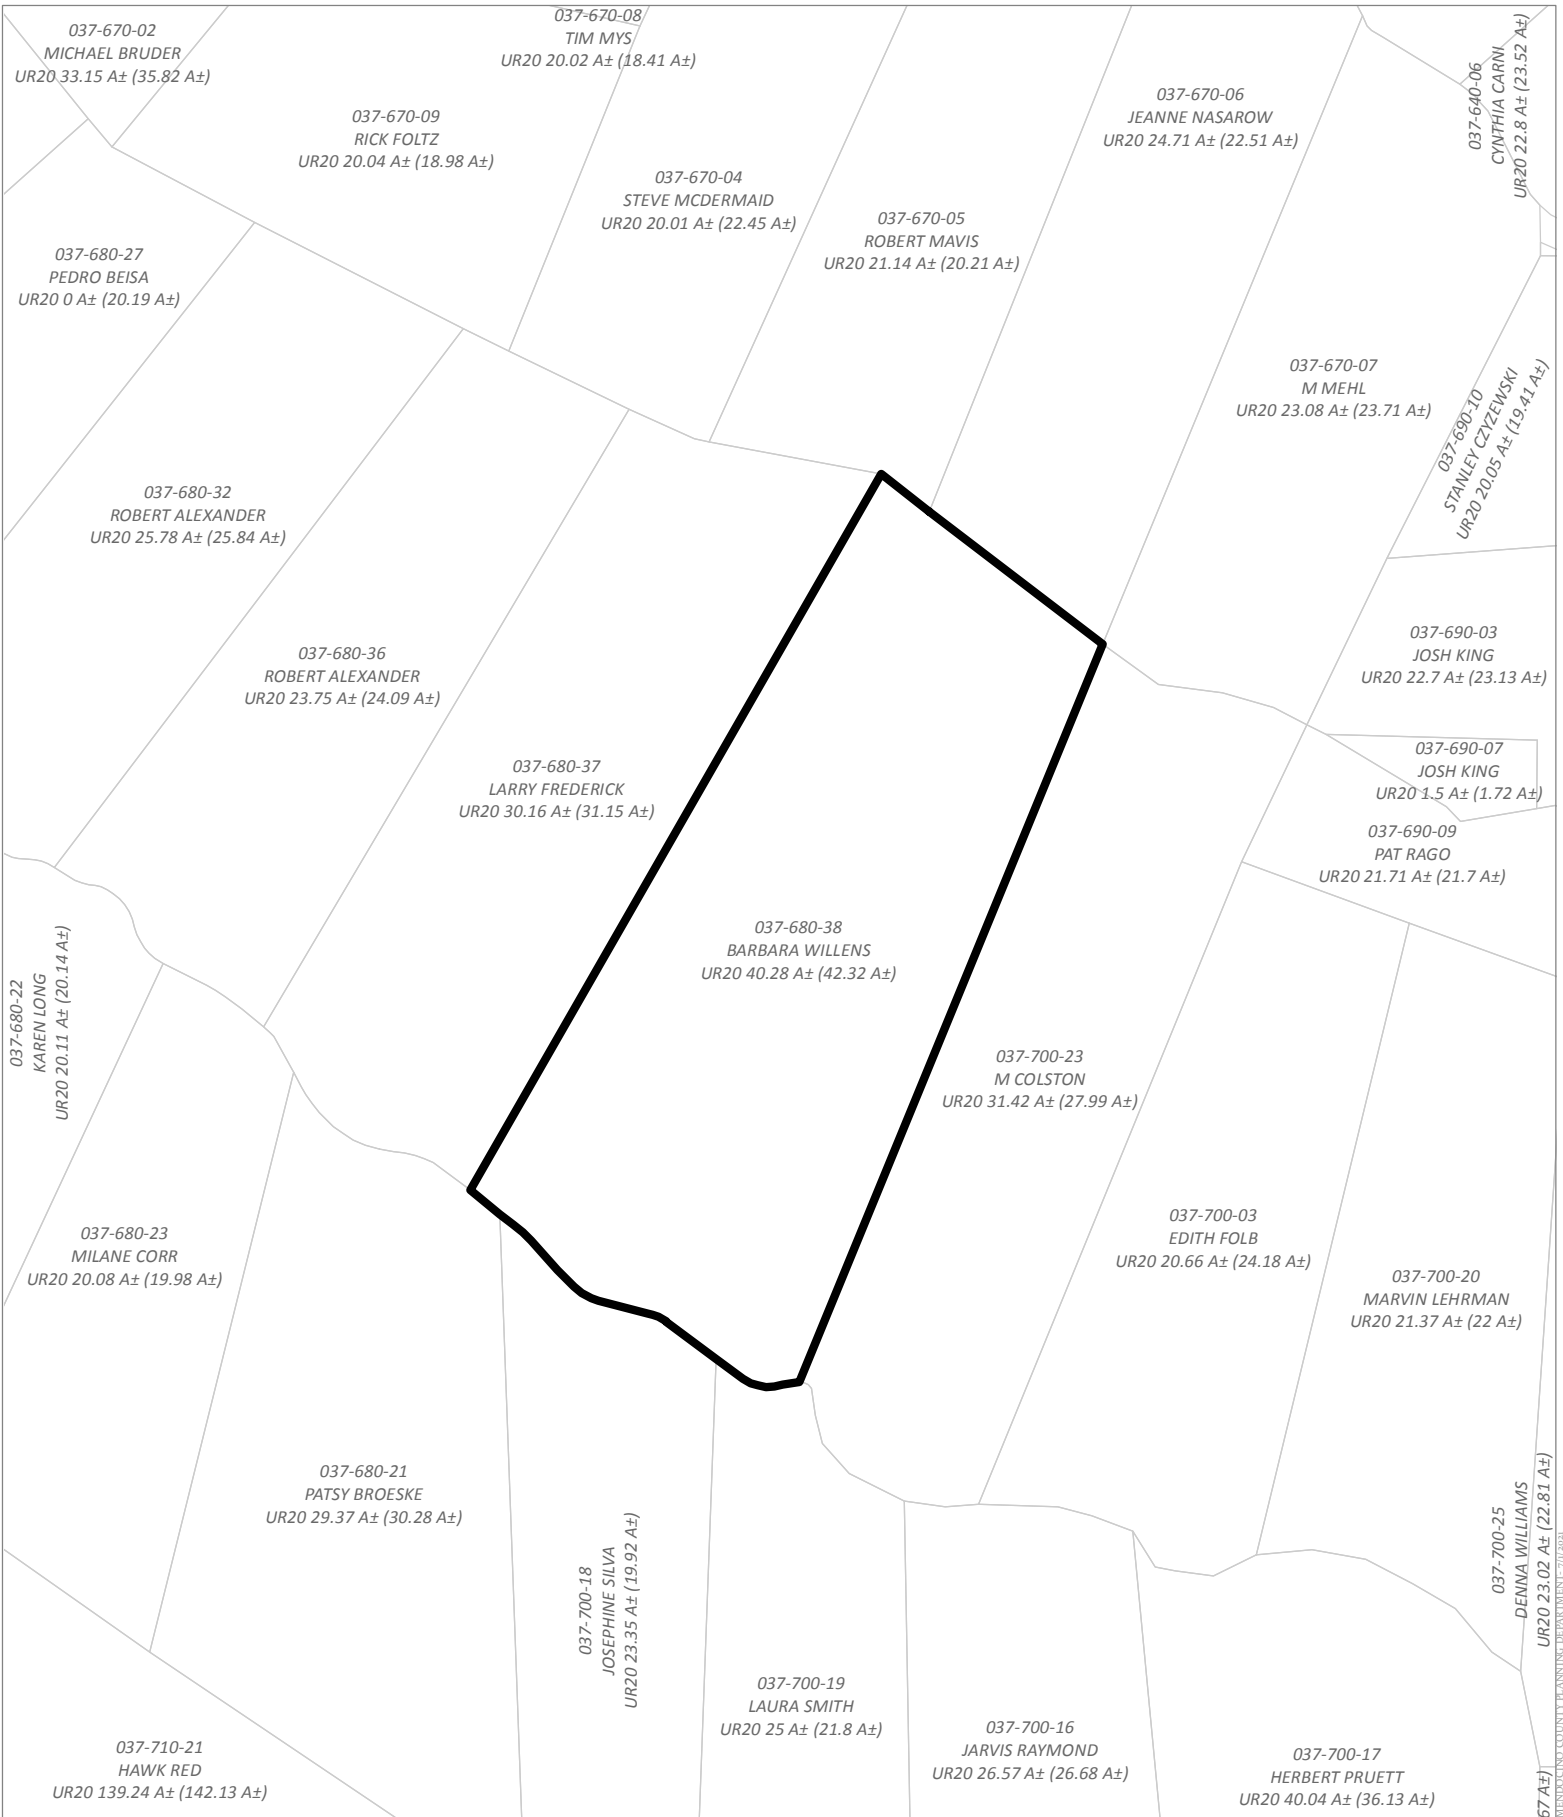 037-670-02
MICHAEL BRUDER
UR20 33.15 A± (35.82 A±)
037-670-08
TIM MYS
UR20 20.02 A± (18.41 A±)
037-670-09
RICK FOLTZ
UR20 20.04 A± (18.98 A±)
037-670-06
JEANNE NASAROW
UR20 24.71 A± (22.51 A±)
037-640-06
CYNTHIA CARNI
UR20 22.8 A± (23.52 A±)
037-670-04
STEVE MCDERMAID
UR20 20.01 A± (22.45 A±)
037-670-05
ROBERT MAVIS
UR20 21.14 A± (20.21 A±)
037-680-27
PEDRO BEISA
UR20 0 A± (20.19 A±)
037-670-07
M MEHL
UR20 23.08 A± (23.71 A±)
037-690-10
STANLEY CZYZEWSKI
UR20 20.05 A± (19.41 A±)
037-680-32
ROBERT ALEXANDER
UR20 25.78 A± (25.84 A±)
037-690-03
JOSH KING
UR20 22.7 A± (23.13 A±)
037-680-36
ROBERT ALEXANDER
UR20 23.75 A± (24.09 A±)
037-690-07
JOSH KING
UR20 1.5 A± (1.72 A±)
037-680-37
LARRY FREDERICK
UR20 30.16 A± (31.15 A±)
037-690-09
PAT RAGO
UR20 21.71 A± (21.7 A±)
037-680-38
BARBARA WILLENS
UR20 40.28 A± (42.32 A±)
037-680-22
KAREN LONG
UR20 20.11 A± (20.14 A±)
037-700-23
M COLSTON
UR20 31.42 A± (27.99 A±)
037-680-23
MILANE CORR
UR20 20.08 A± (19.98 A±)
037-700-03
EDITH FOLB
UR20 20.66 A± (24.18 A±)
037-700-20
MARVIN LEHRMAN
UR20 21.37 A± (22 A±)
037-680-21
PATSY BROESKE
UR20 29.37 A± (30.28 A±)
037-700-18
JOSEPHINE SILVA
UR20 23.35 A± (19.92 A±)
037-700-25
DENNA WILLIAMS
UR20 23.02 A± (22.81 A±)
037-700-19
LAURA SMITH
UR20 25 A± (21.8 A±)
037-700-16
JARVIS RAYMOND
UR20 26.57 A± (26.68 A±)
037-710-21
HAWK RED
UR20 139.24 A± (142.13 A±)
037-700-17
HERBERT PRUETT
UR20 40.04 A± (36.13 A±)
67 A±)
MENDOCINO COUNTY PLANNING DEPARTMENT- 7/1/2021